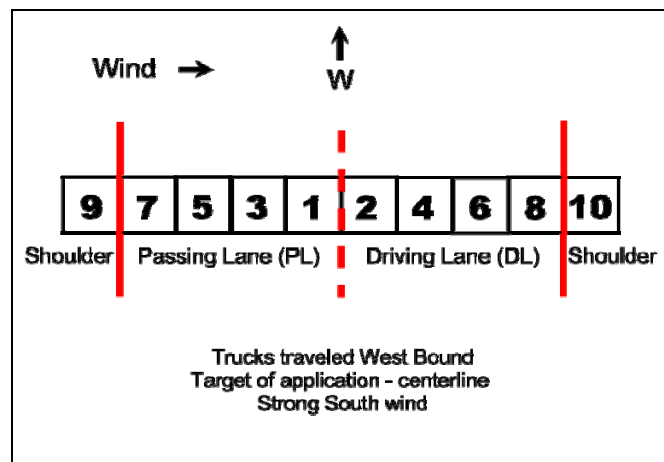 Wind
W
9 7 5 3 1 2 4 6 8 10
Shoulder Passing Lane (PL) Driving Lane (DL) Shoulder
Trucks traveled West Bound
Target of application - centerline
Strong South wind